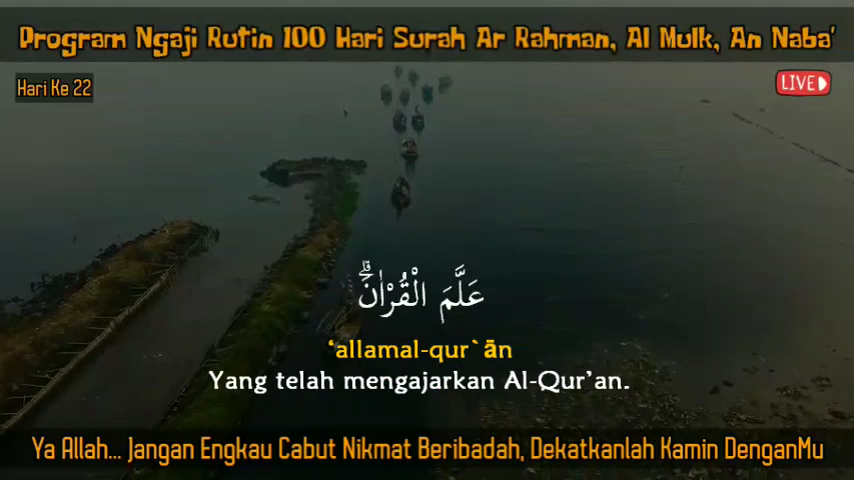 Program Ngaji Rutin 100 Hari Surah Ar Rahman, Al Mulk, An Naba'
Hari Ke 22
LIVE
عَلَّمَ الْقُرْاٰنَۗ
‘allamal-qur`ān
Yang telah mengajarkan Al-Qur’an.
Ya Allah... Jangan Engkau Cabut Nikmat Beribadah, Dekatkanlah Kamin DenganMu